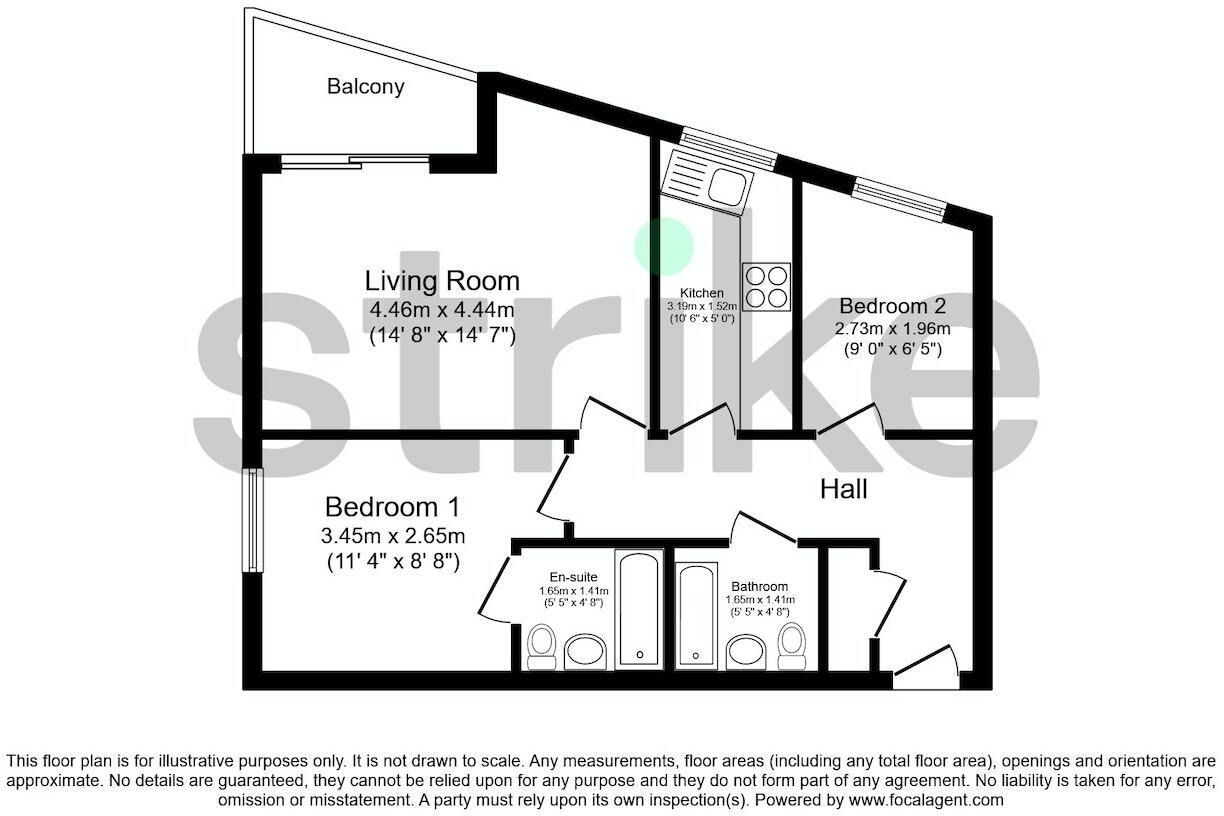 Balcony
Living Room
4.46m x 4.44m
(14' 8" x 14' 7")
Kitchen
3.19m x 1.52m
(10' 6" x 5' 0")
Bedroom 2
2.73m x 1.96m
(9' 0" x 6' 5")
strike
Hall
Bedroom 1
3.45m x 2.65m
(11' 4" x 8' 8")
En-suite
1.65m x 1.41m
(5' 5" x 4' 8")
Bathroom
1.65m x 1.41m
(5' 5" x 4' 8")
This floor plan is for illustrative purposes only. It is not drawn to scale. Any measurements, floor areas (including any total floor area), openings and orientation are
approximate. No details are guaranteed, they cannot be relied upon for any purpose and they do not form part of any agreement. No liability is taken for any error,
omission or misstatement. A party must rely upon its own inspection(s). Powered by www.focalagent.com